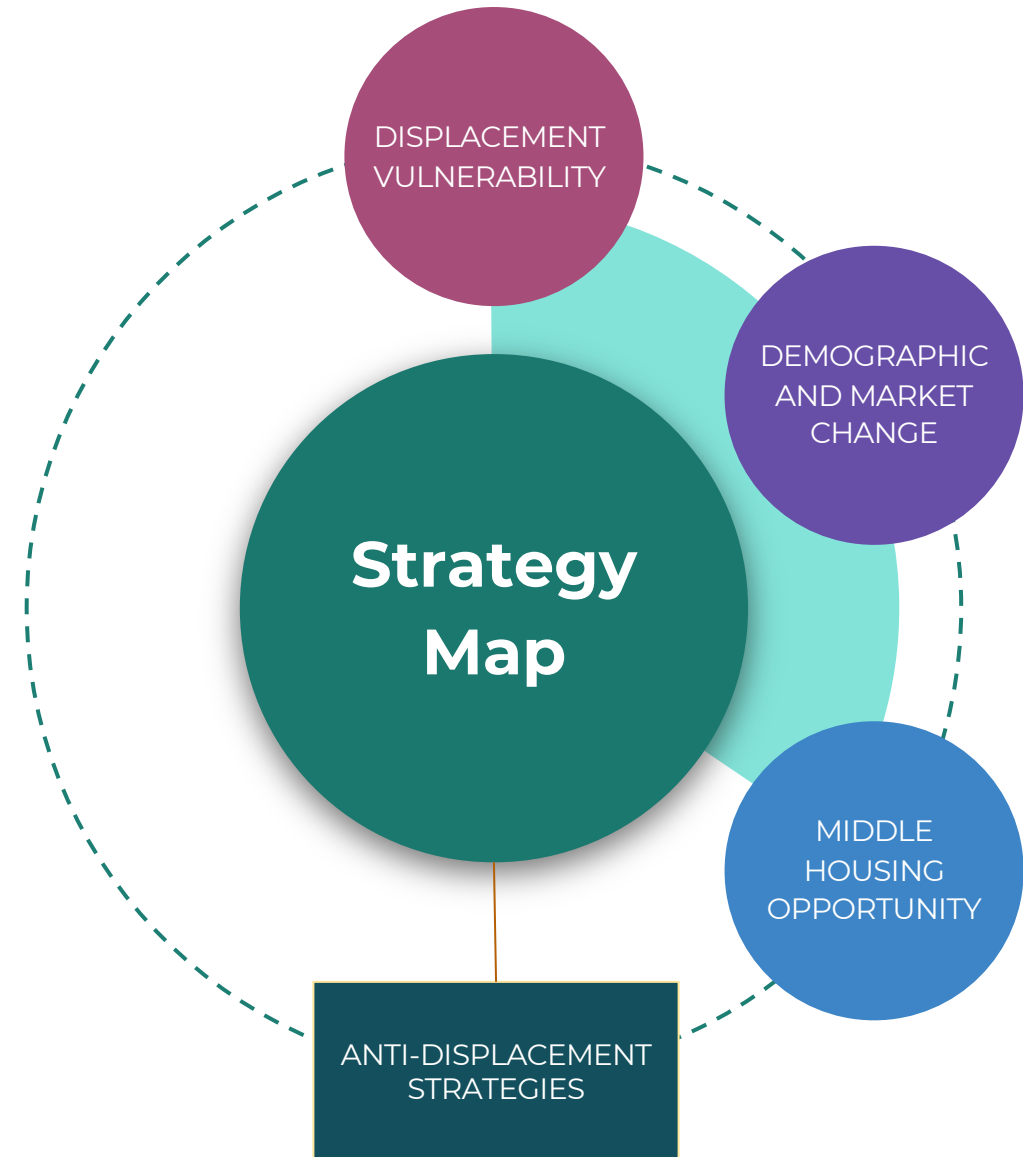 DISPLACEMENT
VULNERABILITY
DEMOGRAPHIC
AND MARKET
CHANGE
Strategy
Map
MIDDLE
HOUSING
OPPORTUNITY
ANTI-DISPLACEMENT
STRATEGIES